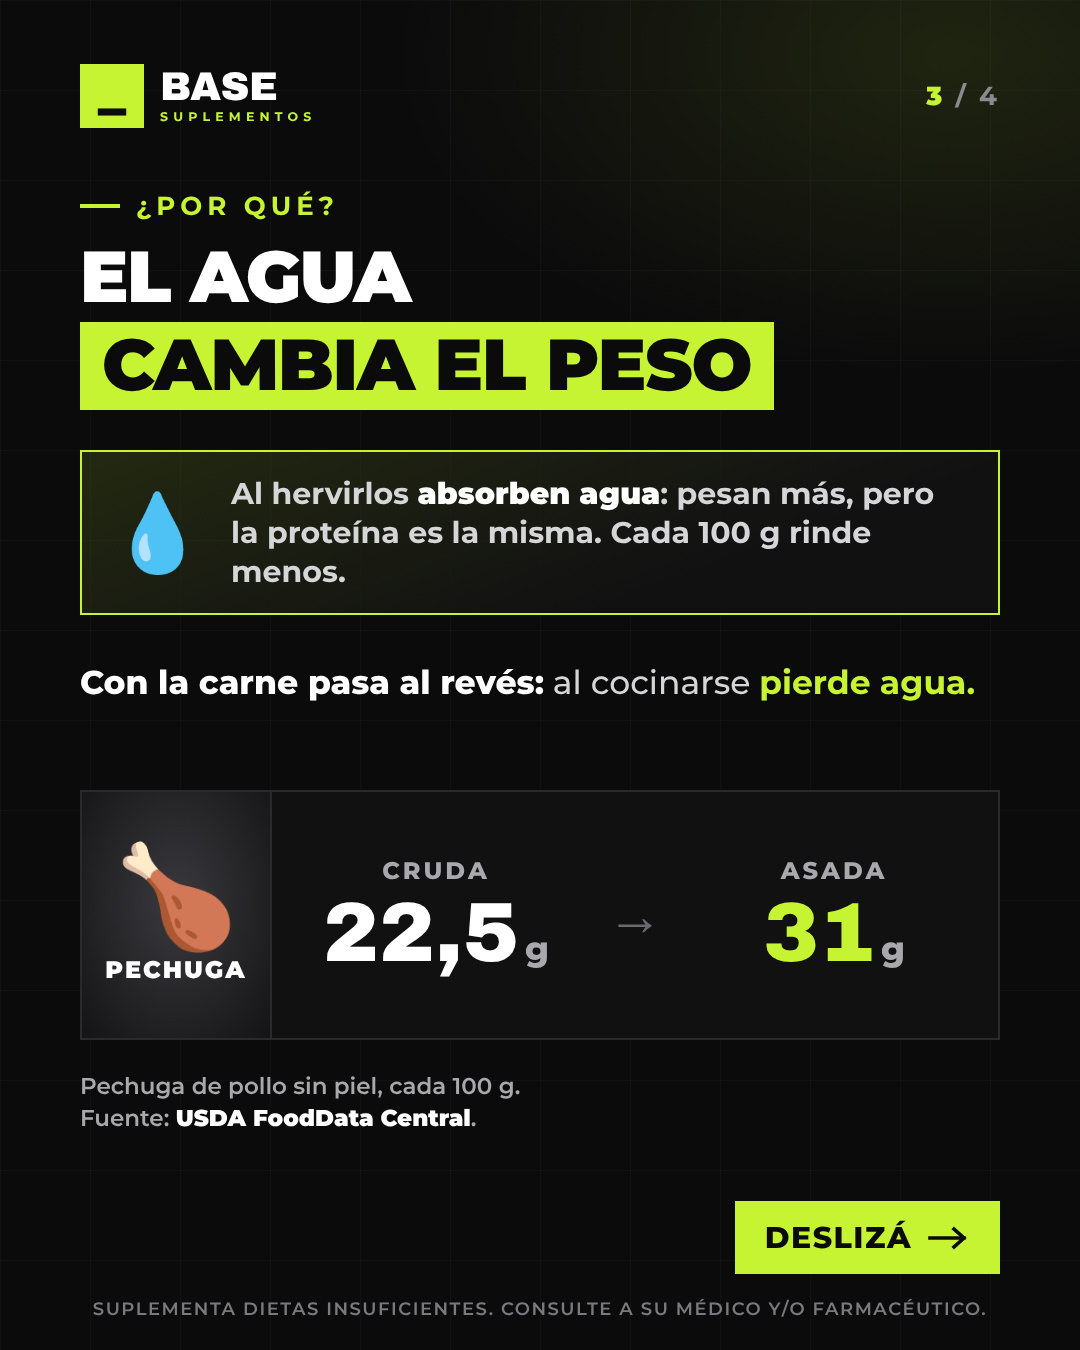 BASE
SUPLEMENTOS
3 / 4
¿POR QUÉ?
EL AGUA
CAMBIA EL PESO
Al hervirlos absorben agua: pesan más, pero
la proteína es la misma. Cada 100 g rinde
menos.
Con la carne pasa al revés: al cocinarse pierde agua.
PECHUGA
CRUDA
22,5 g
→
ASADA
31 g
Pechuga de pollo sin piel, cada 100 g.
Fuente: USDA FoodData Central.
DESLIZÁ →
SUPLEMENTA DIETAS INSUFICIENTES. CONSULTE A SU MÉDICO Y/O FARMACÉUTICO.